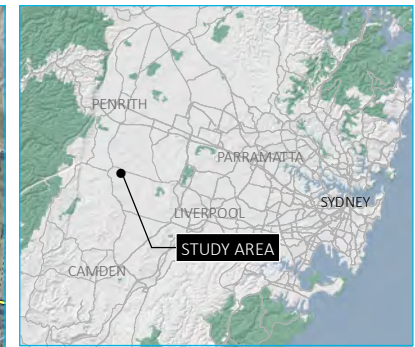 PENRITH
PARRAMATTA
SYDNEY
LIVERPOOL
STUDY AREA
CAMDEN